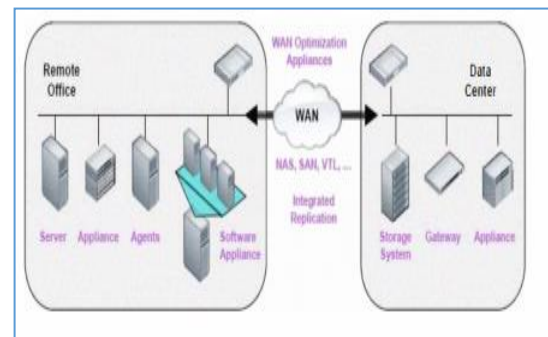 Remote
Office
Server
Appliance
Agents
Software
Appliance
WAN Optimization
Appliances
WAN
NAS, SAN, VTL, ...
Integrated
Replication
Data
Center
Storage
System
Gateway
Appliance